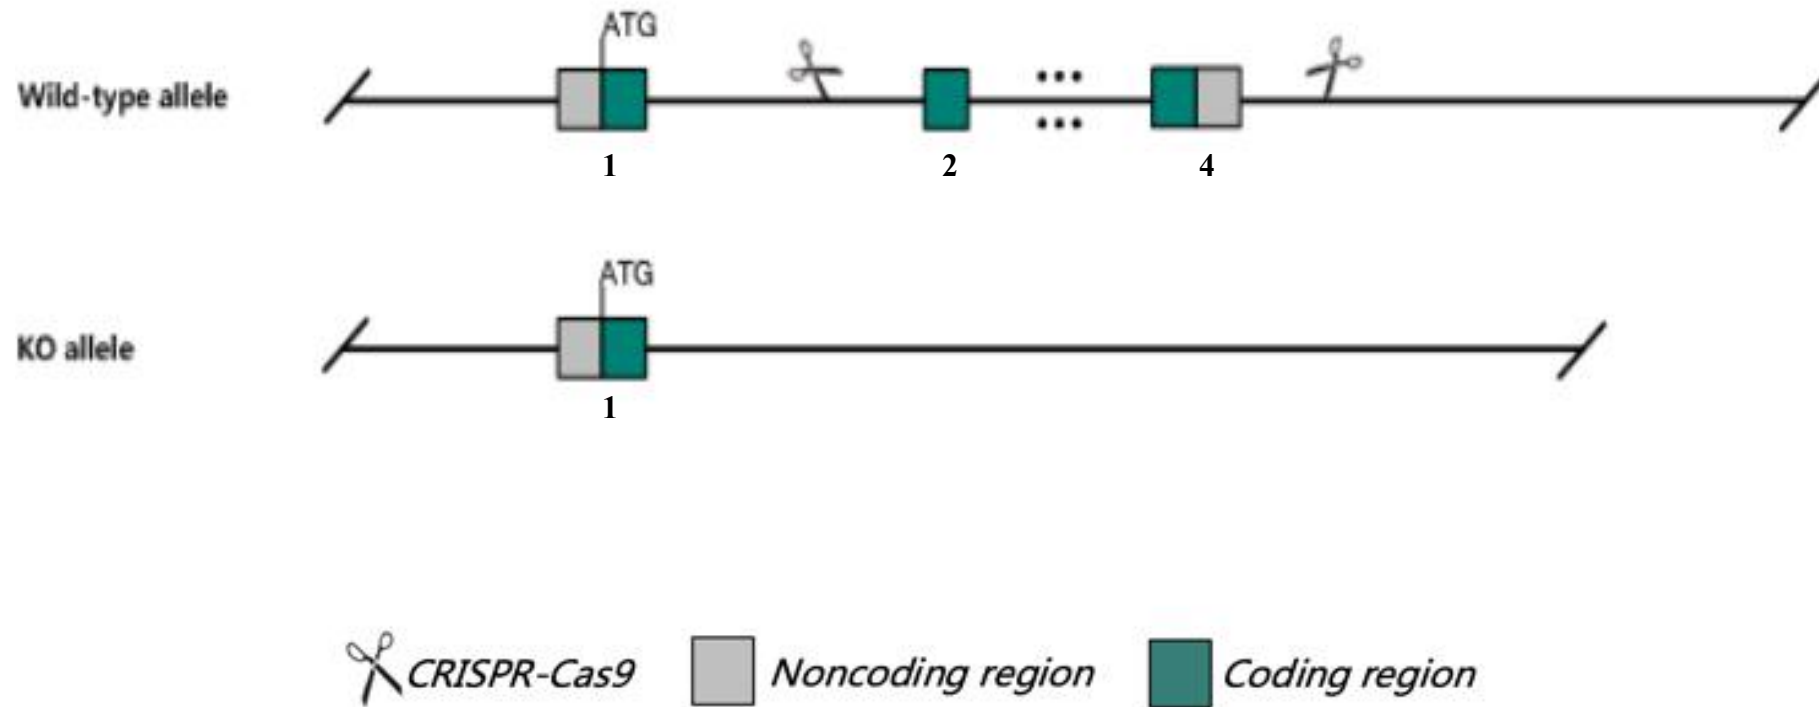 ATG
Wild-type allele
1 2 4
ATG
KO allele
1
CRISPR-Cas9 Noncoding region Coding region